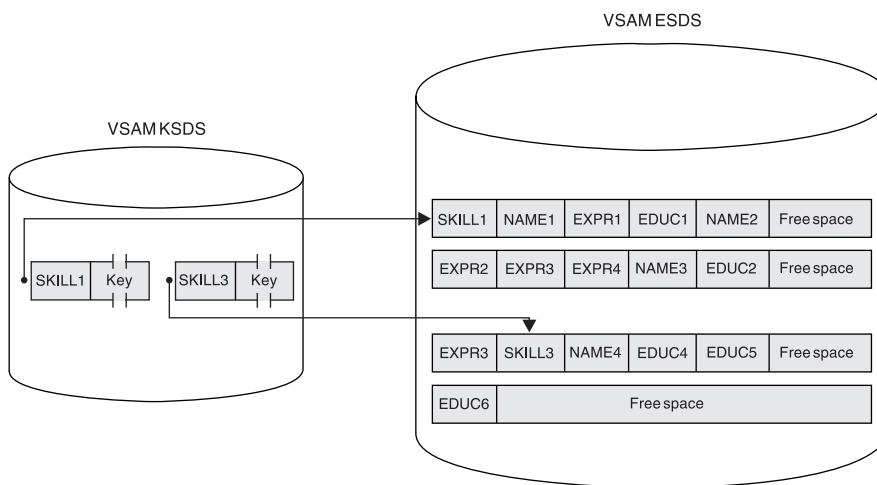 VSAM ESDS
VSAM KSDS
SKILL1 NAME1 EXPR1 EDUC1 NAME2 Free space
SKILL1 Key SKILL3 Key
EXPR2 EXPR3 EXPR4 NAME3 EDUC2 Free space
EXPR3 SKILL3 NAME4 EDUC4 EDUC5 Free space
EDUC6 Free space